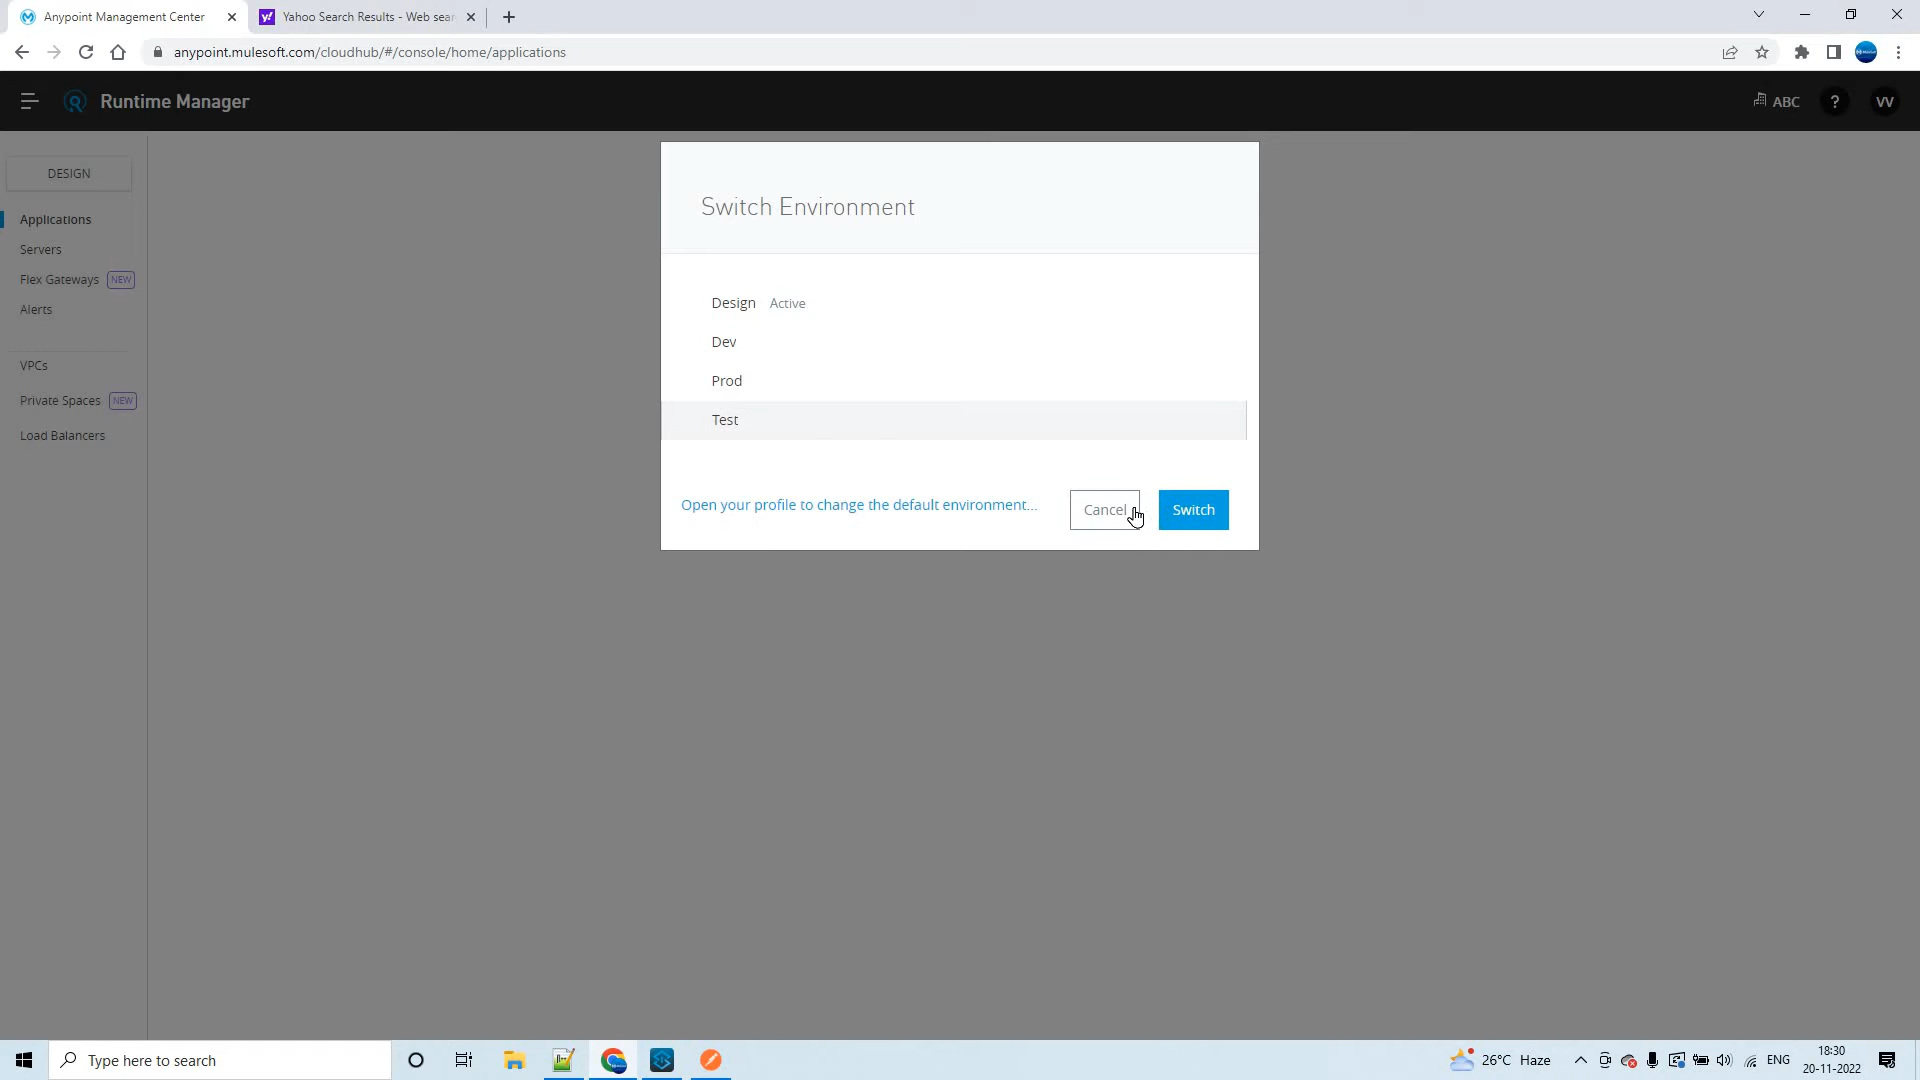 Anypoint Management Center
Yahoo Search Results - Web sear
anypoint.mulesoft.com/cloudhub/#/console/home/applications
Runtime Manager
ABC
?
VV
DESIGN
Applications
Servers
Flex Gateways NEW
Alerts
VPCs
Private Spaces NEW
Load Balancers
Switch Environment
Design Active
Dev
Prod
Test
Open your profile to change the default environment...
Cancel
Switch
Type here to search
26°C Haze
ENG
18:30
20-11-2022